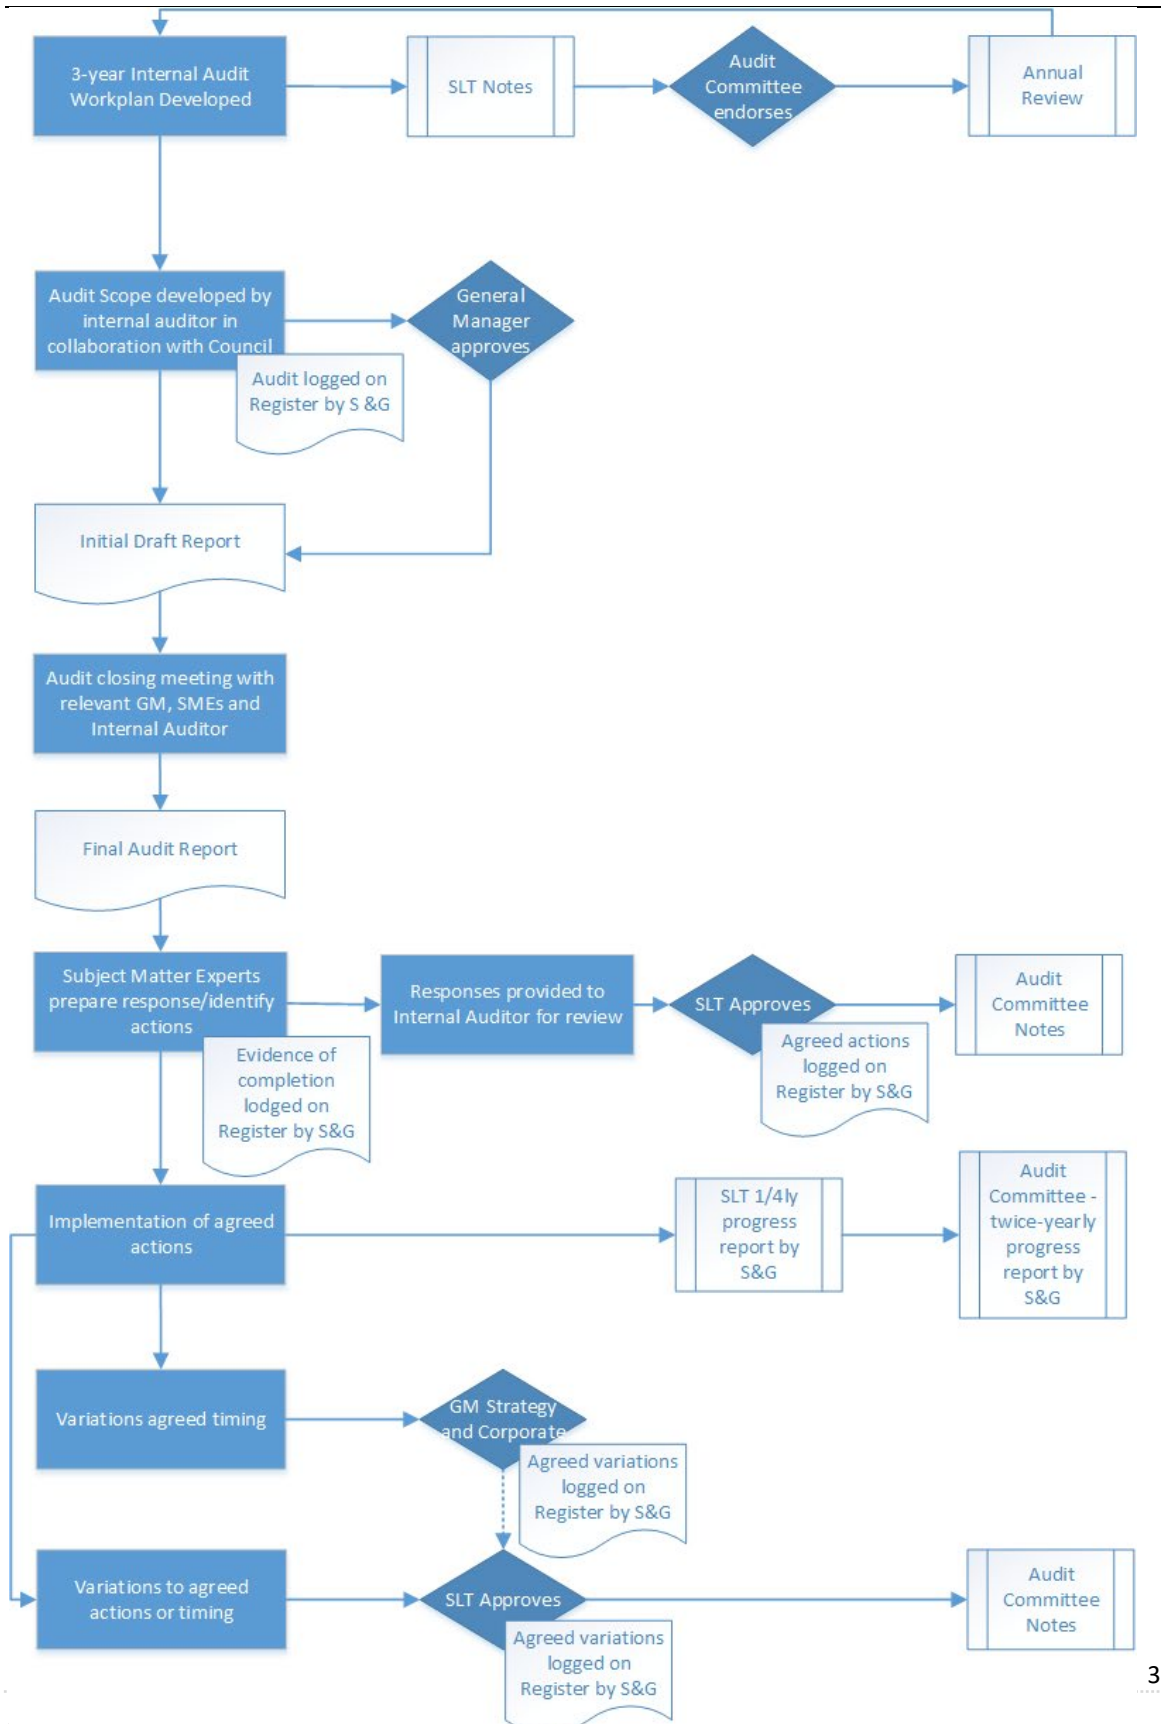 3-year Internal Audit
Workplan Developed
SLT Notes
Audit
Committee
endorses
Annual
Review
Audit Scope developed by
internal auditor in
collaboration with Council
General
Manager
approves
Audit logged on
Register by S &G
Initial Draft Report
Audit closing meeting with
relevant GM, SMEs and
Internal Auditor
Final Audit Report
Subject Matter Experts
prepare response/identify
actions
Responses provided to
Internal Auditor for review
SLT Approves
Audit
Committee
Notes
Evidence of
completion
lodged on
Register by S&G
Agreed actions
logged on
Register by S&G
Implementation of agreed
actions
SLT 1/4ly
progress
report by
S&G
Audit
Committee -
twice-yearly
progress
report by
S&G
Variations agreed timing
GM Strategy
and Corporate
Agreed variations
logged on
Register by S&G
Variations to agreed
actions or timing
SLT Approves
Audit
Committee
Notes
Agreed variations
logged on
Register by S&G
3